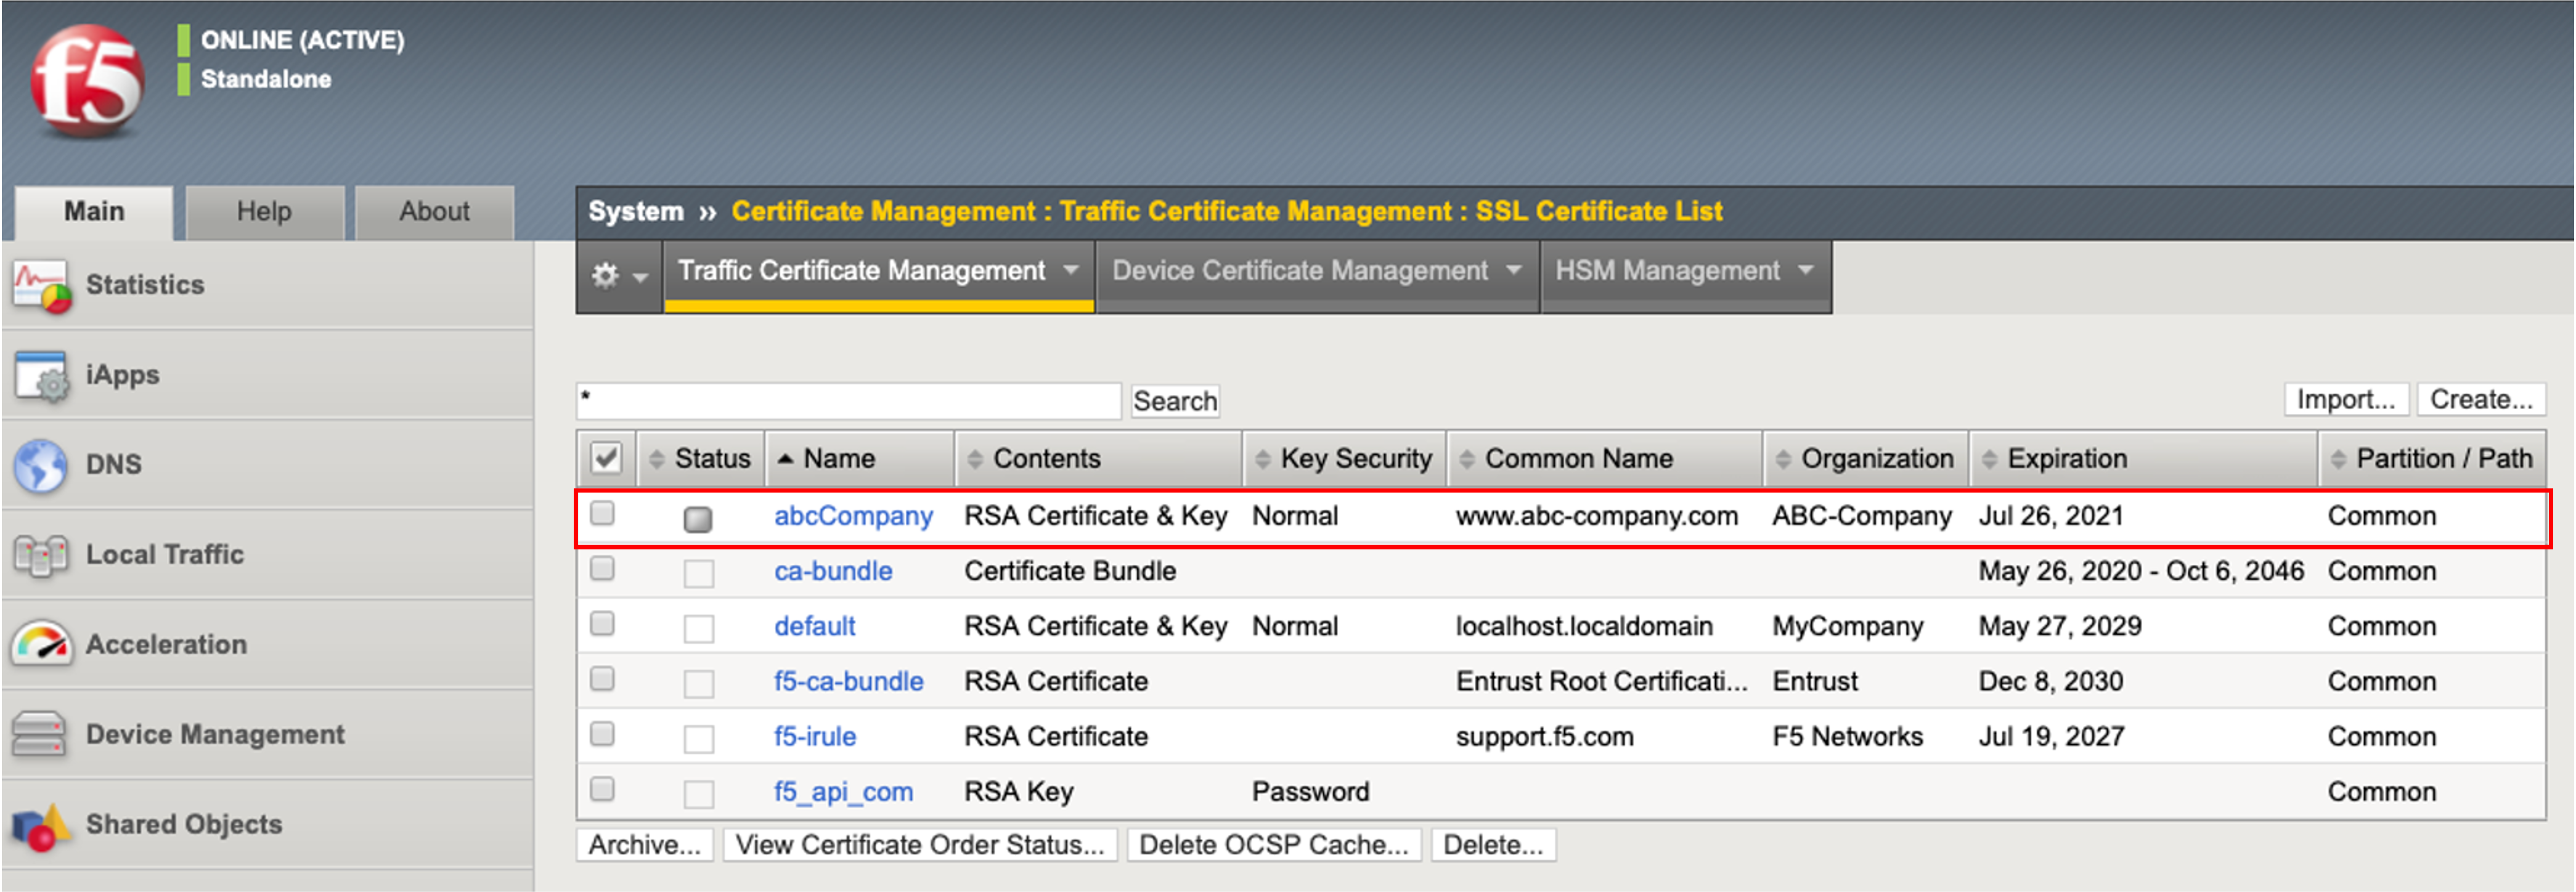 f5
ONLINE (ACTIVE)
Standalone
Main Help About
System ›› Certificate Management : Traffic Certificate Management : SSL Certificate List
Traffic Certificate Management Device Certificate Management HSM Management
Statistics
iApps
DNS
Local Traffic
Acceleration
Device Management
Shared Objects
* Search Import... Create...
Status Name Contents Key Security Common Name Organization Expiration Partition / Path
abcCompany RSA Certificate & Key Normal www.abc-company.com ABC-Company Jul 26, 2021 Common
ca-bundle Certificate Bundle May 26, 2020 - Oct 6, 2046 Common
default RSA Certificate & Key Normal localhost.localdomain MyCompany May 27, 2029 Common
f5-ca-bundle RSA Certificate Entrust Root Certificati... Entrust Dec 8, 2030 Common
f5-irule RSA Certificate support.f5.com F5 Networks Jul 19, 2027 Common
f5_api_com RSA Key Password Common
Archive... View Certificate Order Status... Delete OCSP Cache... Delete...